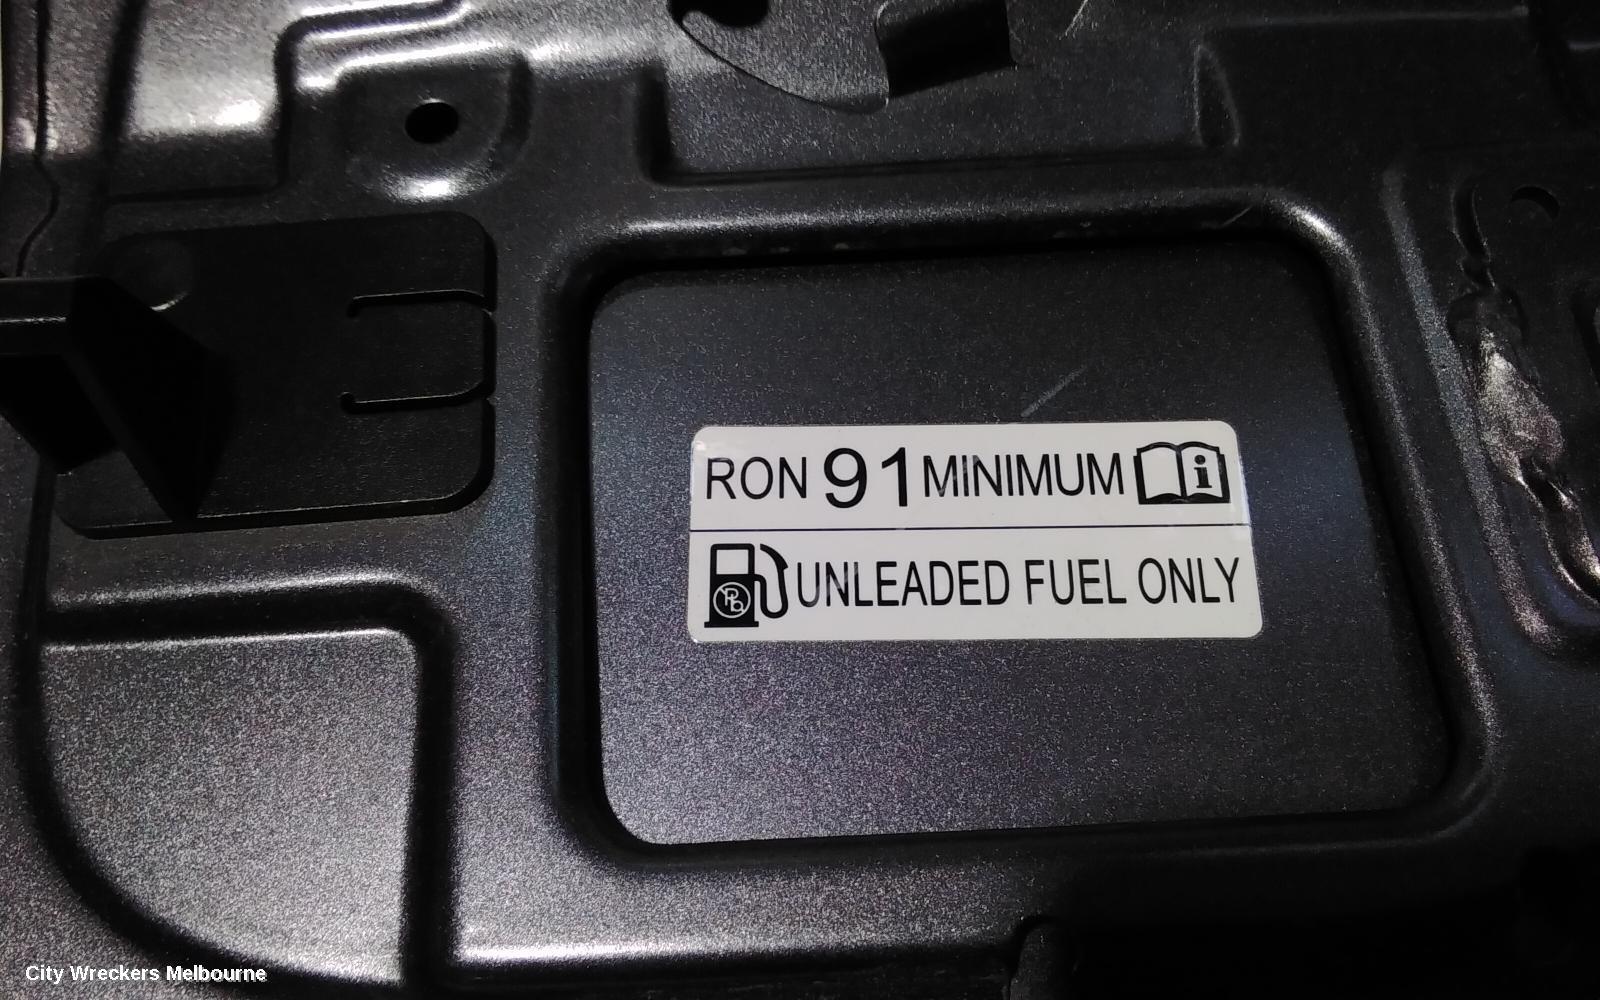 RON 91 MINIMUM
UNLEADED FUEL ONLY
City Wreckers Melbourne